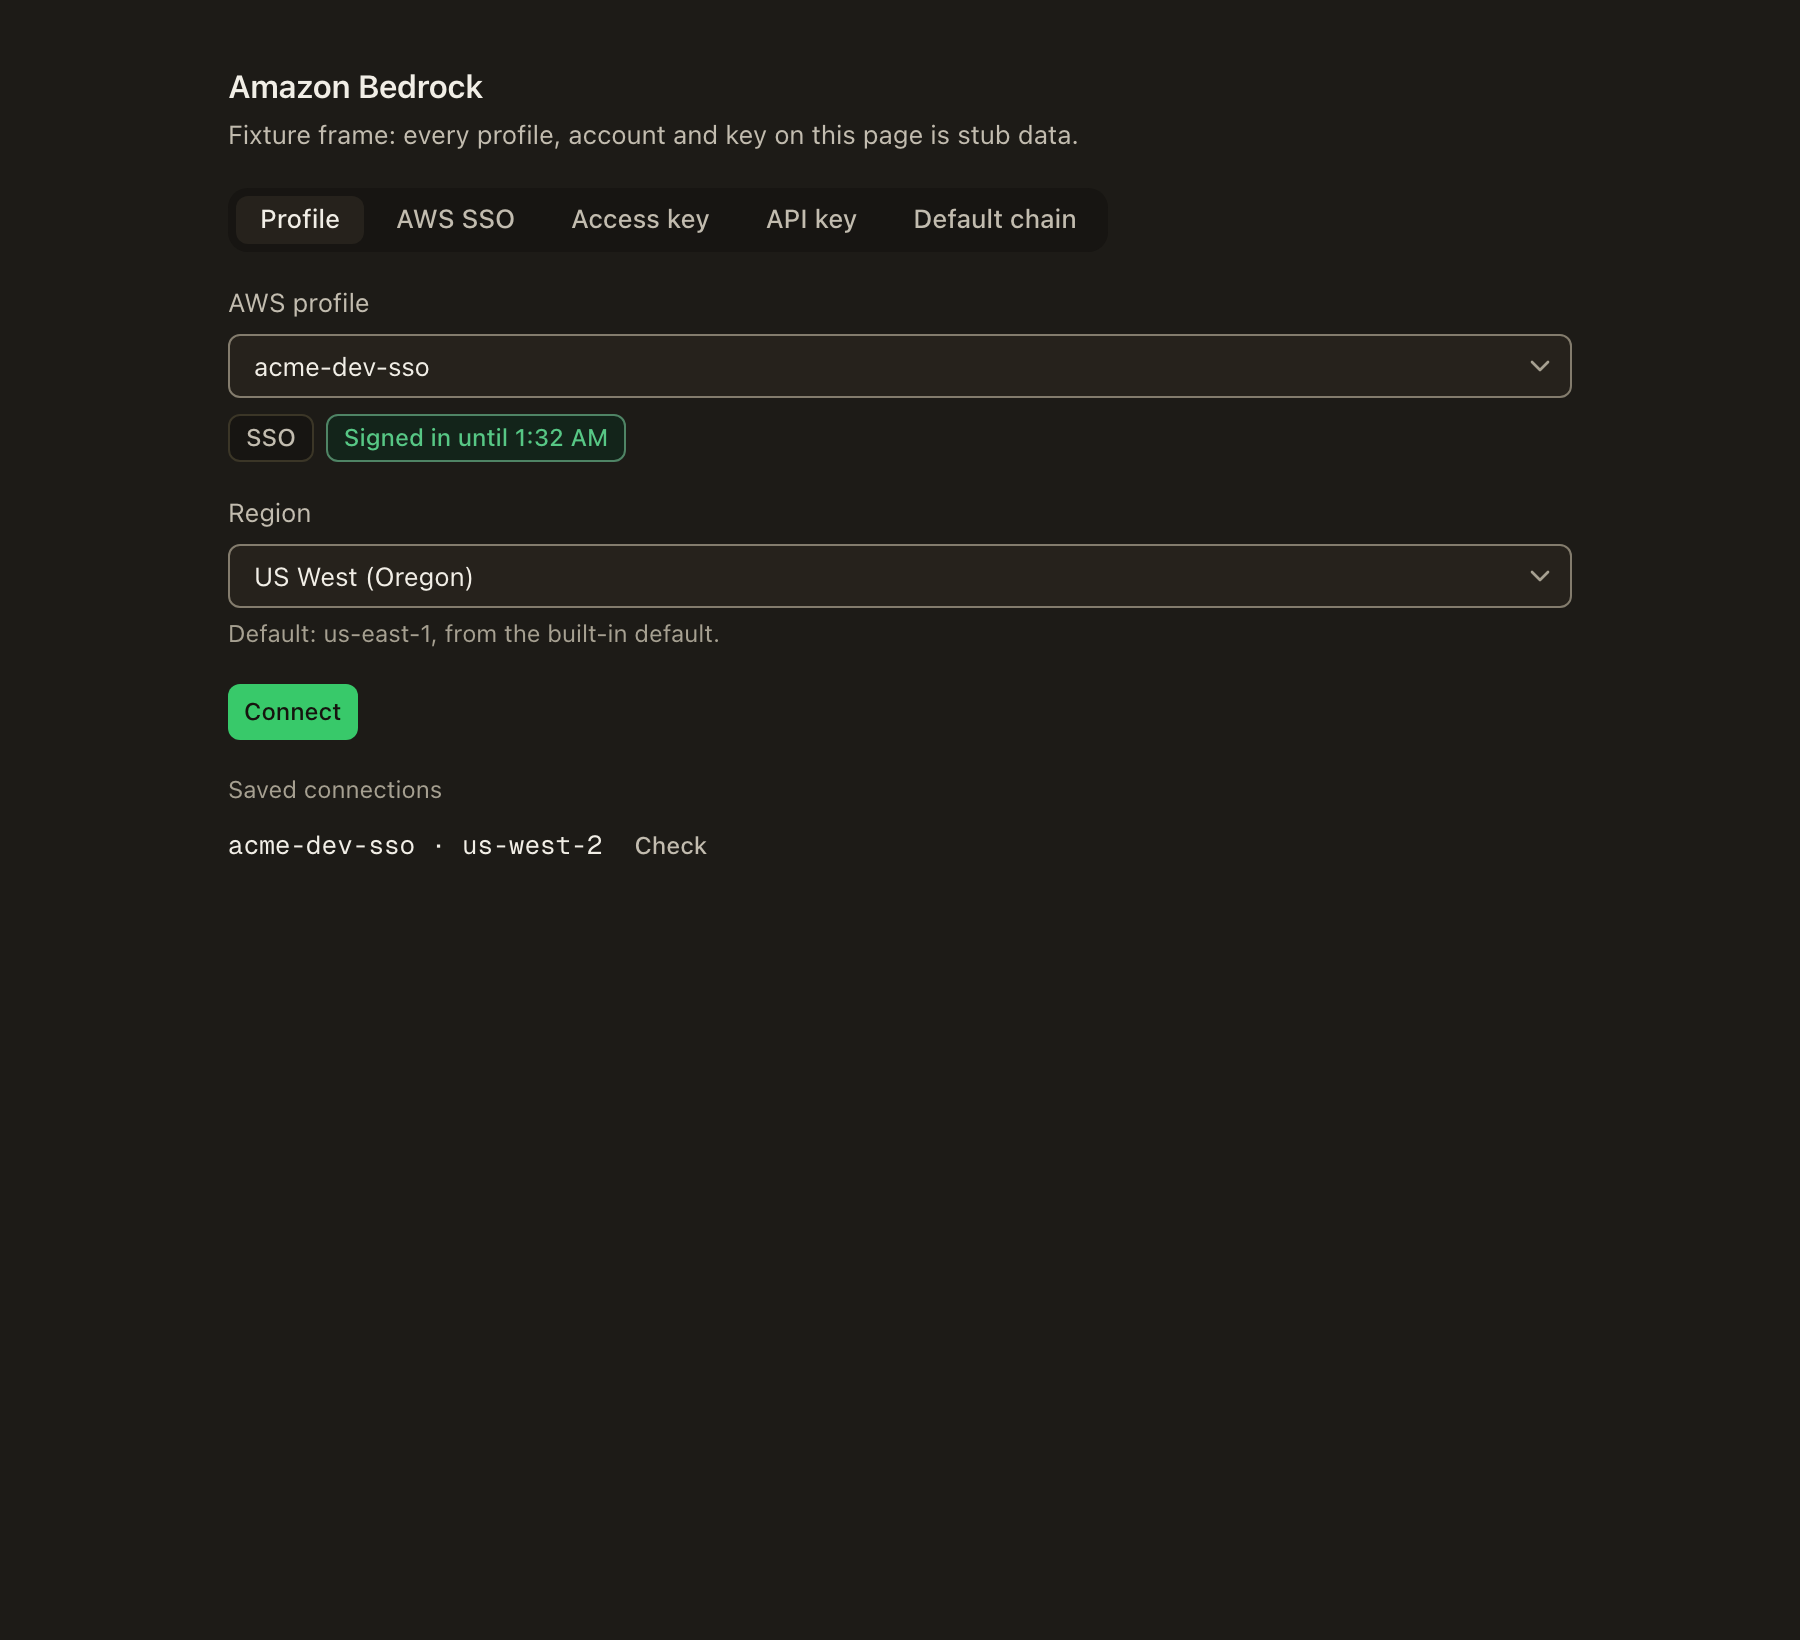 Amazon Bedrock
Fixture frame: every profile, account and key on this page is stub data.
Profile AWS SSO Access key API key Default chain
AWS profile
acme-dev-sso
SSO Signed in until 1:32 AM
Region
US West (Oregon)
Default: us-east-1, from the built-in default.
Connect
Saved connections
acme-dev-sso · us-west-2 Check